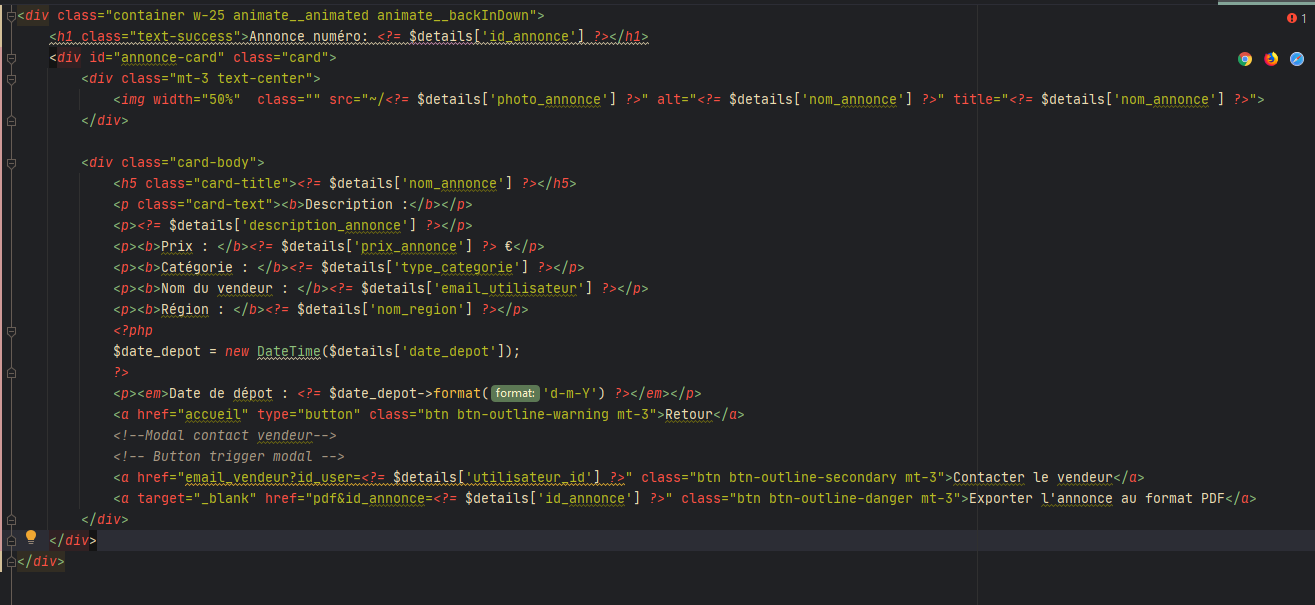 <div class="container w-25 animate__animated animate__backInDown">
1
<h1 class="text-success">Annonce numéro: <?= $details['id_annonce'] ?></h1>
<div id="annonce-card" class="card">
<div class="mt-3 text-center">
<img width="50%"  class="" src="~/<?= $details['photo_annonce'] ?>" alt="<?= $details['nom_annonce'] ?>" title="<?= $details['nom_annonce'] ?>">
</div>
<div class="card-body">
<h5 class="card-title"><?= $details['nom_annonce'] ?></h5>
<p class="card-text"><b>Description :</b></p>
<p><?= $details['description_annonce'] ?></p>
<p><b>Prix : </b><?= $details['prix_annonce'] ?> €</p>
<p><b>Catégorie : </b><?= $details['type_categorie'] ?></p>
<p><b>Nom du vendeur : </b><?= $details['email_utilisateur'] ?></p>
<p><b>Région : </b><?= $details['nom_region'] ?></p>
<?php
$date_depot = new DateTime($details['date_depot']);
?>
<p><em>Date de dépot : <?= $date_depot->format( format: 'd-m-Y') ?></em></p>
<a href="accueil" type="button" class="btn btn-outline-warning mt-3">Retour</a>
<!--Modal contact vendeur-->
<!-- Button trigger modal -->
<a href="email_vendeur?id_user=<?= $details['utilisateur_id'] ?>" class="btn btn-outline-secondary mt-3">Contacter le vendeur</a>
<a target="_blank" href="pdf&id_annonce=<?= $details['id_annonce'] ?>" class="btn btn-outline-danger mt-3">Exporter l'annonce au format PDF</a>
</div>
</div>
</div>